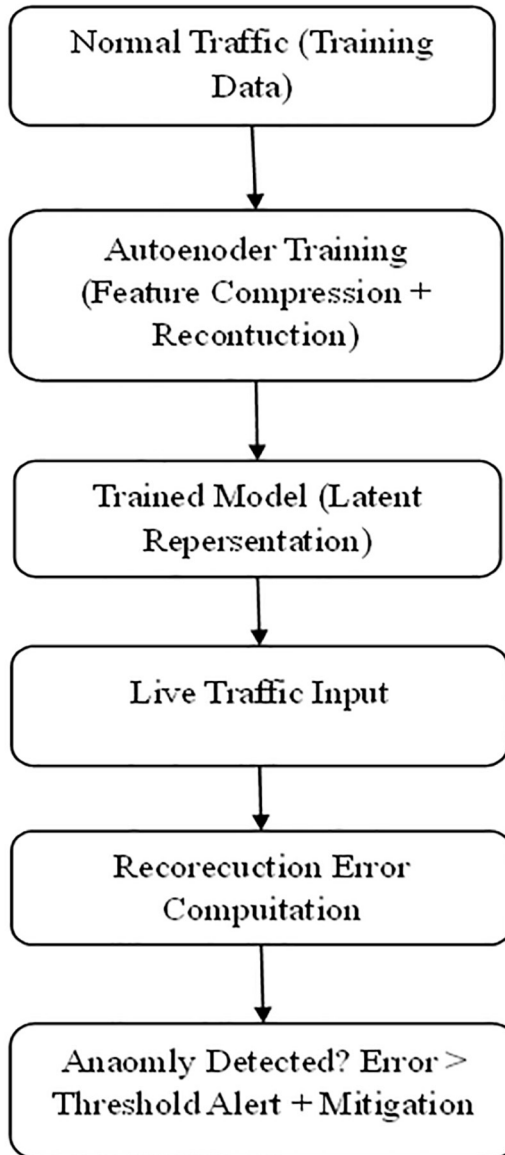 Normal Traffic (Training
Data)
Autoenoder Training
(Feature Compression +
Recontuction)
Trained Model (Latent
Repersentation)
Live Traffic Input
Recorecuction Error
Compuitation
Anaomly Detected? Error >
Threshold Alert + Mitigation